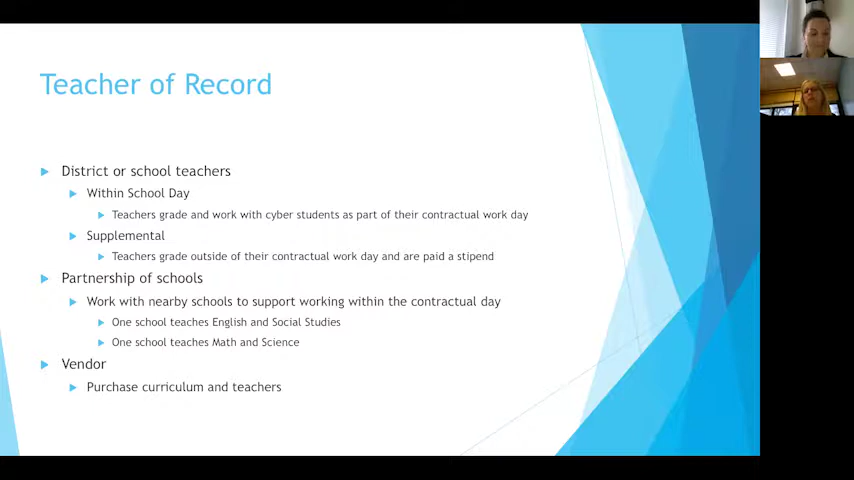 Teacher of Record
District or school teachers
Within School Day
Teachers grade and work with cyber students as part of their contractual work day
Supplemental
Teachers grade outside of their contractual work day and are paid a stipend
Partnership of schools
Work with nearby schools to support working within the contractual day
One school teaches English and Social Studies
One school teaches Math and Science
Vendor
Purchase curriculum and teachers